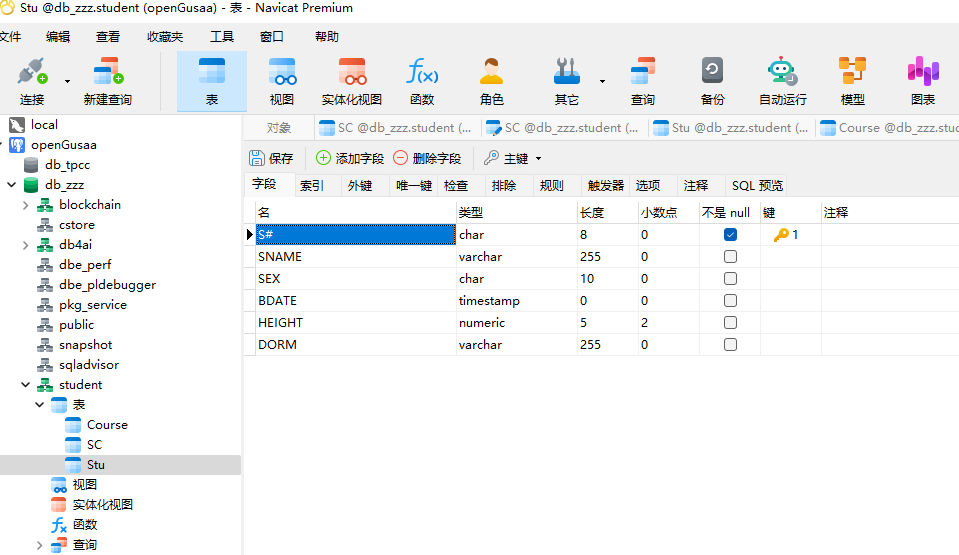 Stu @db_zzz.student (openGusaa) - 表 - Navicat Premium
文件 编辑 查看 收藏夹 工具 窗口 帮助
连接 新建查询 表 视图 实体化视图 函数 角色 其它 查询 备份 自动运行 模型 图表
local
openGusaa
db_tpcc
db_zzz
blockchain
cstore
db4ai
dbe_perf
dbe_pldebugger
pkg_service
public
snapshot
sqladvisor
student
表
Course
SC
Stu
视图
实体化视图
函数
查询
对象 SC @db_zzz.student (... SC @db_zzz.student (... Stu @db_zzz.student (... Course @db_zzz.stu
保存 添加字段 删除字段 主键
字段 索引 外键 唯一键 检查 排除 规则 触发器 选项 注释 SQL 预览
名 类型 长度 小数点 不是 null 键 注释
S# char 8 0 1
SNAME varchar 255 0
SEX char 10 0
BDATE timestamp 0 0
HEIGHT numeric 5 2
DORM varchar 255 0